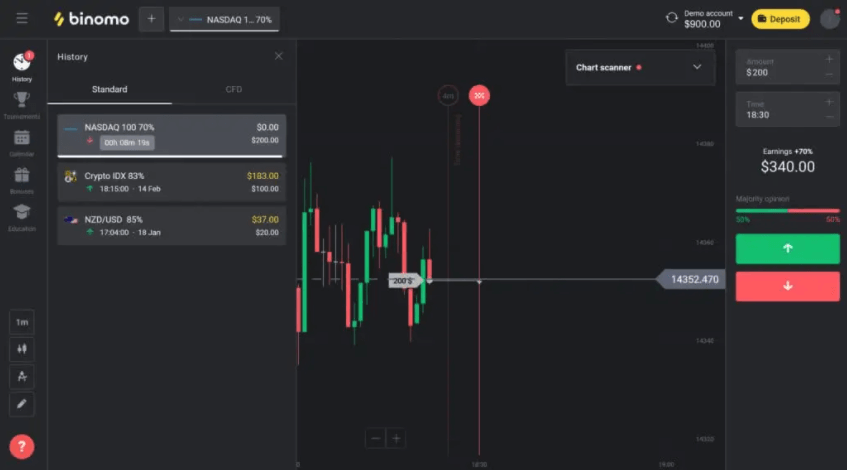 binomo
+
NASDAQ 1... 70%
Demo account
$900.00
Deposit
1
History
Tournaments
Calendar
Bonuses
Education
1m
?
History
Standard
CFD
NASDAQ 100 70%
$0.00
00h 08m 19s
$200.00
Crypto IDX 83%
$183.00
18:15:00 · 14 Feb
$100.00
NZD/USD 85%
$37.00
17:04:00 · 18 Jan
$20.00
Chart scanner
200 $
14352.470
14380
14340
Amount
$200
Time
18:30
Earnings +70%
$340.00
Majority opinion
50%
50%